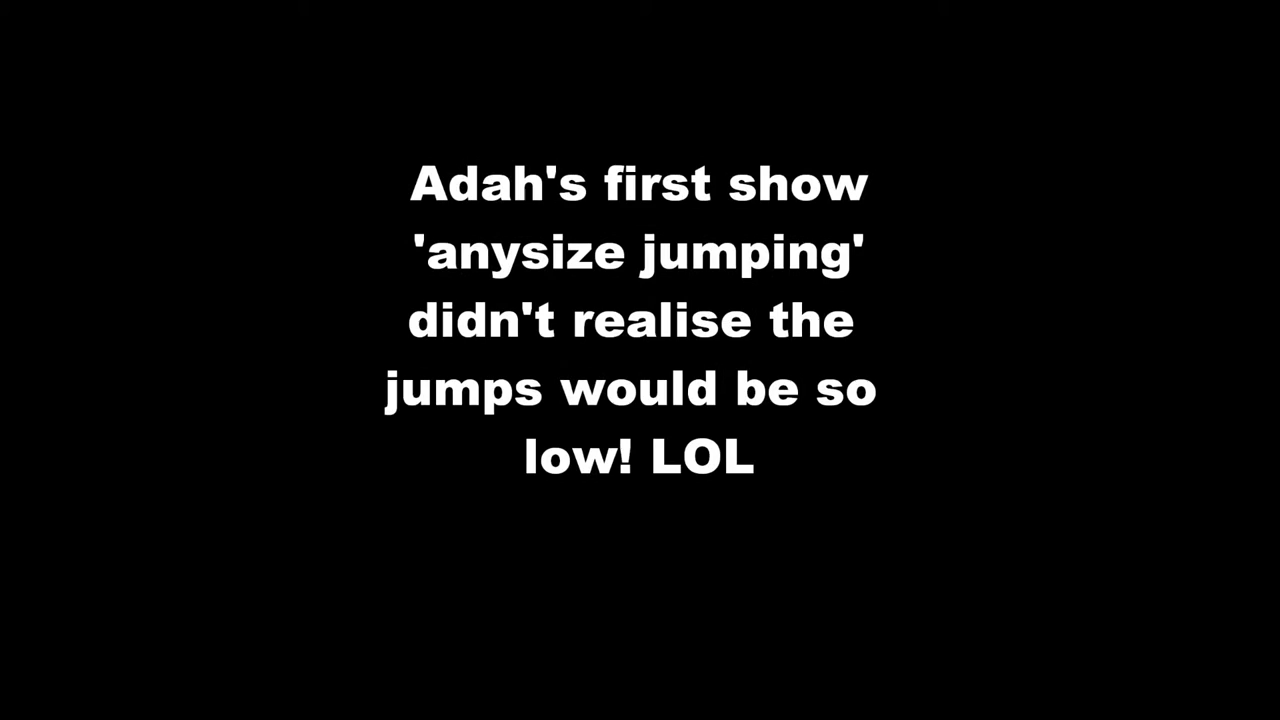 Adah's first show
'anysize jumping'
didn't realise the
jumps would be so
low! LOL